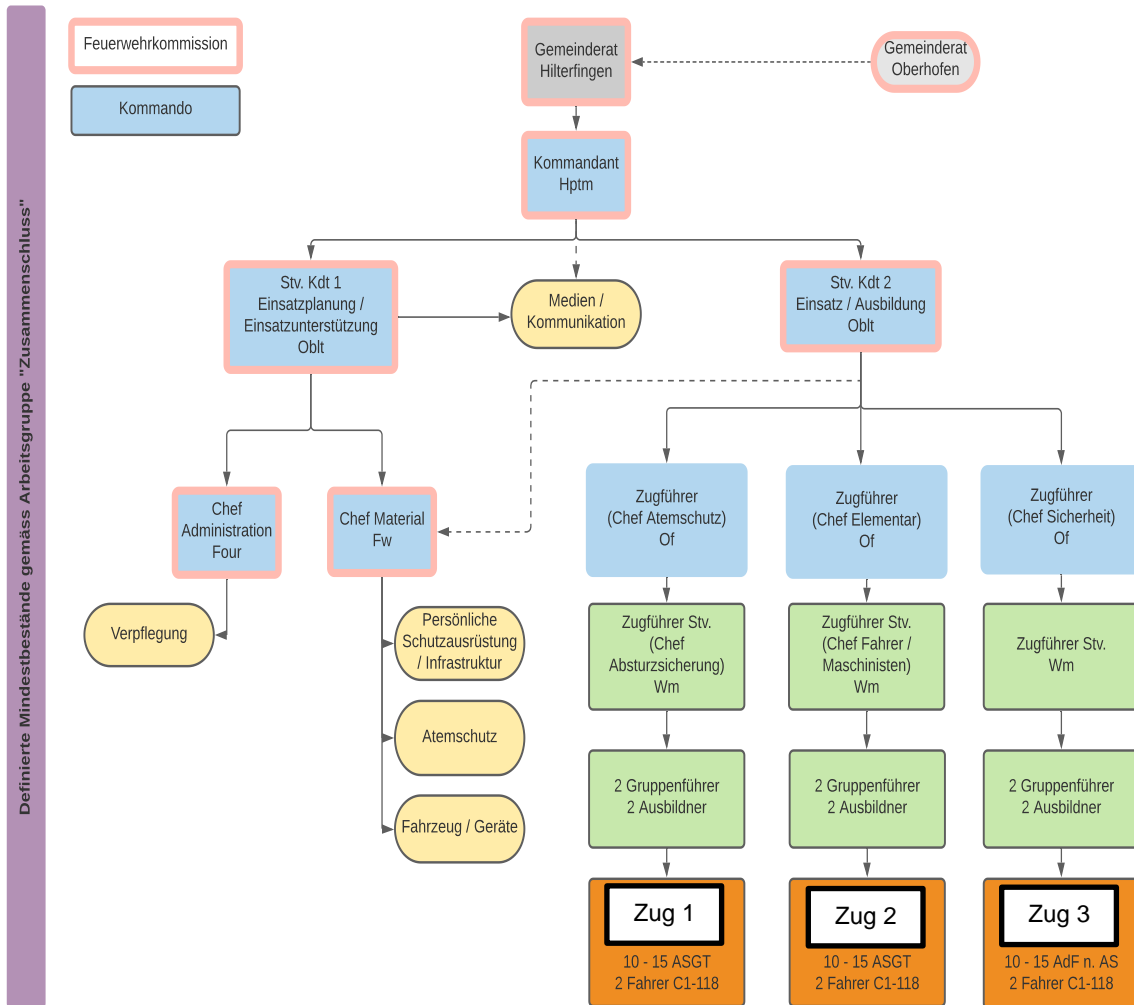 Definierte Mindestbestände gemäss Arbeitsgruppe "Zusammenschluss"
Feuerwehrkommission
Kommando
Gemeinderat
Hilterfingen
Gemeinderat
Oberhofen
Kommandant
Hptm
Stv. Kdt 1
Einsatzplanung /
Einsatzunterstützung
Oblt
Medien /
Kommunikation
Stv. Kdt 2
Einsatz / Ausbildung
Oblt
Chef
Administration
Four
Chef Material
Fw
Zugführer
(Chef Atemschutz)
Of
Zugführer
(Chef Elementar)
Of
Zugführer
(Chef Sicherheit)
Of
Verpflegung
Persönliche
Schutzausrüstung
/ Infrastruktur
Atemschutz
Fahrzeug / Geräte
Zugführer Stv.
(Chef
Absturzsicherung)
Wm
Zugführer Stv.
(Chef Fahrer /
Maschinisten)
Wm
Zugführer Stv.
Wm
2 Gruppenführer
2 Ausbildner
2 Gruppenführer
2 Ausbildner
2 Gruppenführer
2 Ausbildner
Zug 1
10 - 15 ASGT
2 Fahrer C1-118
Zug 2
10 - 15 ASGT
2 Fahrer C1-118
Zug 3
10 - 15 AdF n. AS
2 Fahrer C1-118